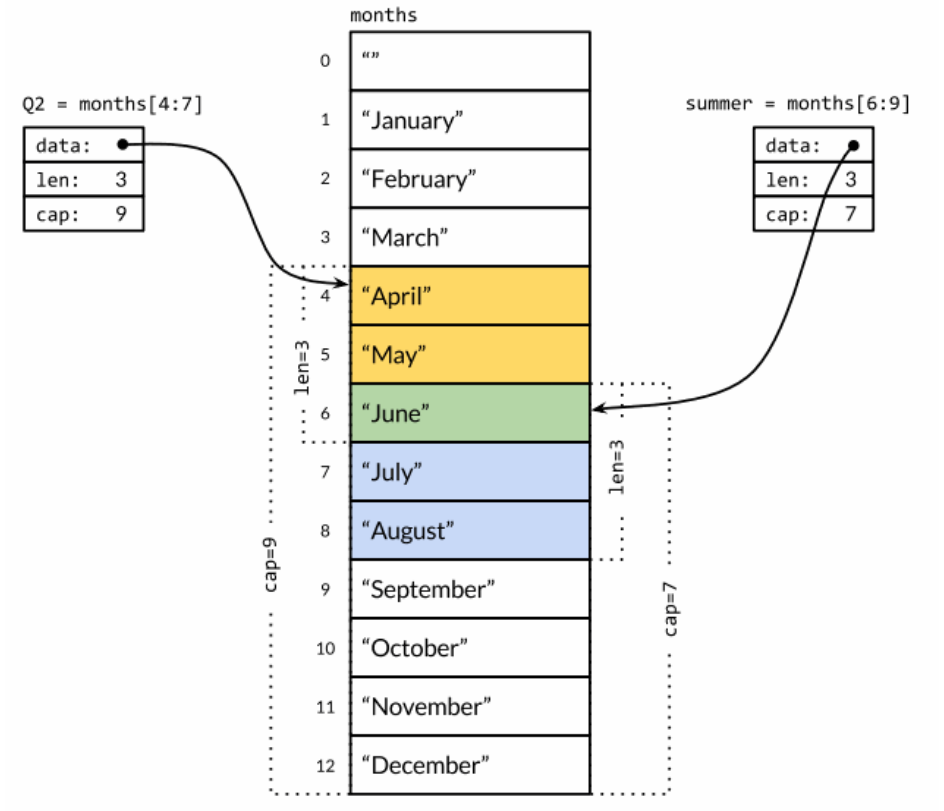 months
0 “”
Q2 = months[4:7]
data:
len: 3
cap: 9
summer = months[6:9]
data:
len: 3
cap: 7
1 “January”
2 “February”
3 “March”
4 “April”
5 “May”
6 “June”
7 “July”
8 “August”
9 “September”
10 “October”
11 “November”
12 “December”
len=3
cap=9
len=3
cap=7